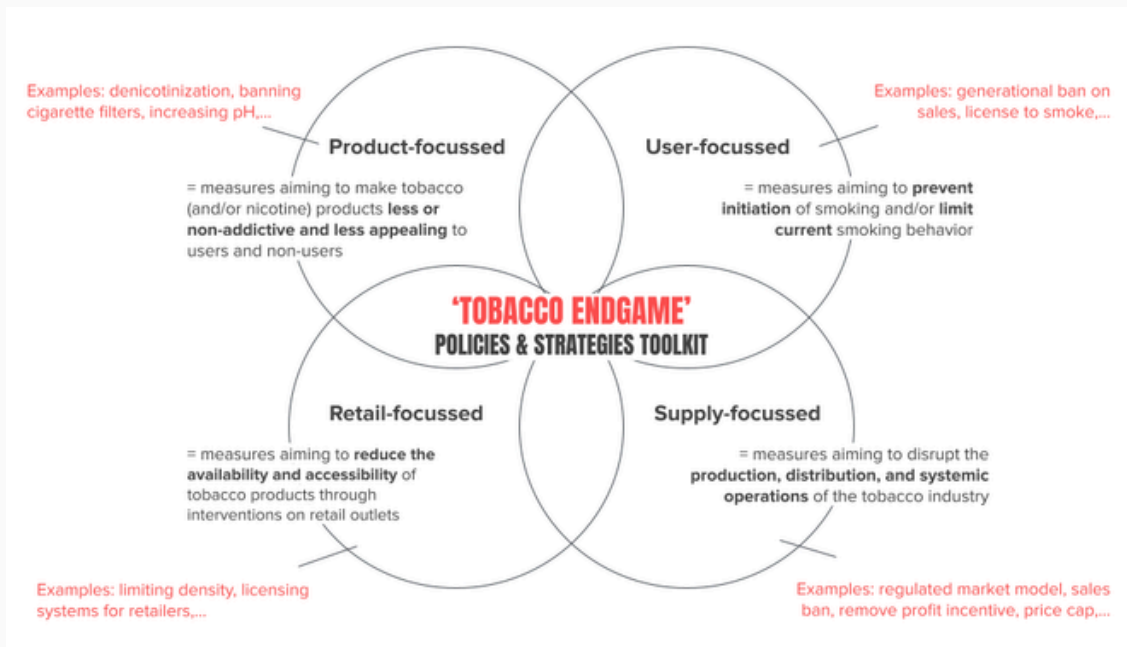 Examples: denicotinization, banning
cigarette filters, increasing pH,...
Examples: generational ban on
sales, license to smoke,...
Product-focussed
= measures aiming to make tobacco
(and/or nicotine) products less or
non-addictive and less appealing to
users and non-users
User-focussed
= measures aiming to prevent
initiation of smoking and/or limit
current smoking behavior
‘TOBACCO ENDGAME’
POLICIES & STRATEGIES TOOLKIT
Retail-focussed
= measures aiming to reduce the
availability and accessibility of
tobacco products through
interventions on retail outlets
Supply-focussed
= measures aiming to disrupt the
production, distribution, and systemic
operations of the tobacco industry
Examples: limiting density, licensing
systems for retailers,...
Examples: regulated market model, sales
ban, remove profit incentive, price cap,...